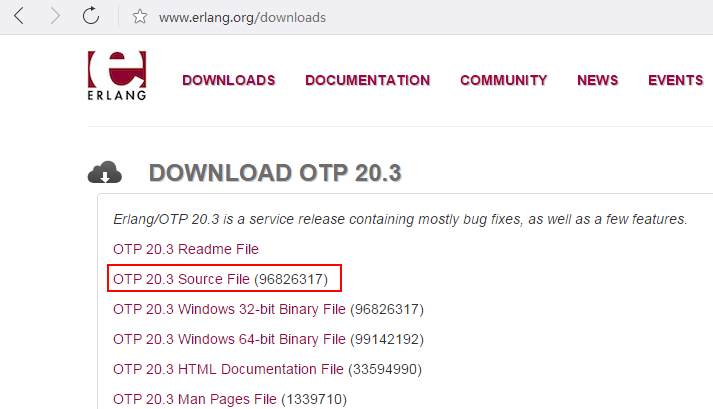 www.erlang.org/downloads
e
ERLANG
DOWNLOADS DOCUMENTATION COMMUNITY NEWS EVENTS
DOWNLOAD OTP 20.3
Erlang/OTP 20.3 is a service release containing mostly bug fixes, as well as a few features.
OTP 20.3 Readme File
OTP 20.3 Source File (96826317)
OTP 20.3 Windows 32-bit Binary File (96826317)
OTP 20.3 Windows 64-bit Binary File (99142192)
OTP 20.3 HTML Documentation File (33594990)
OTP 20.3 Man Pages File (1339710)